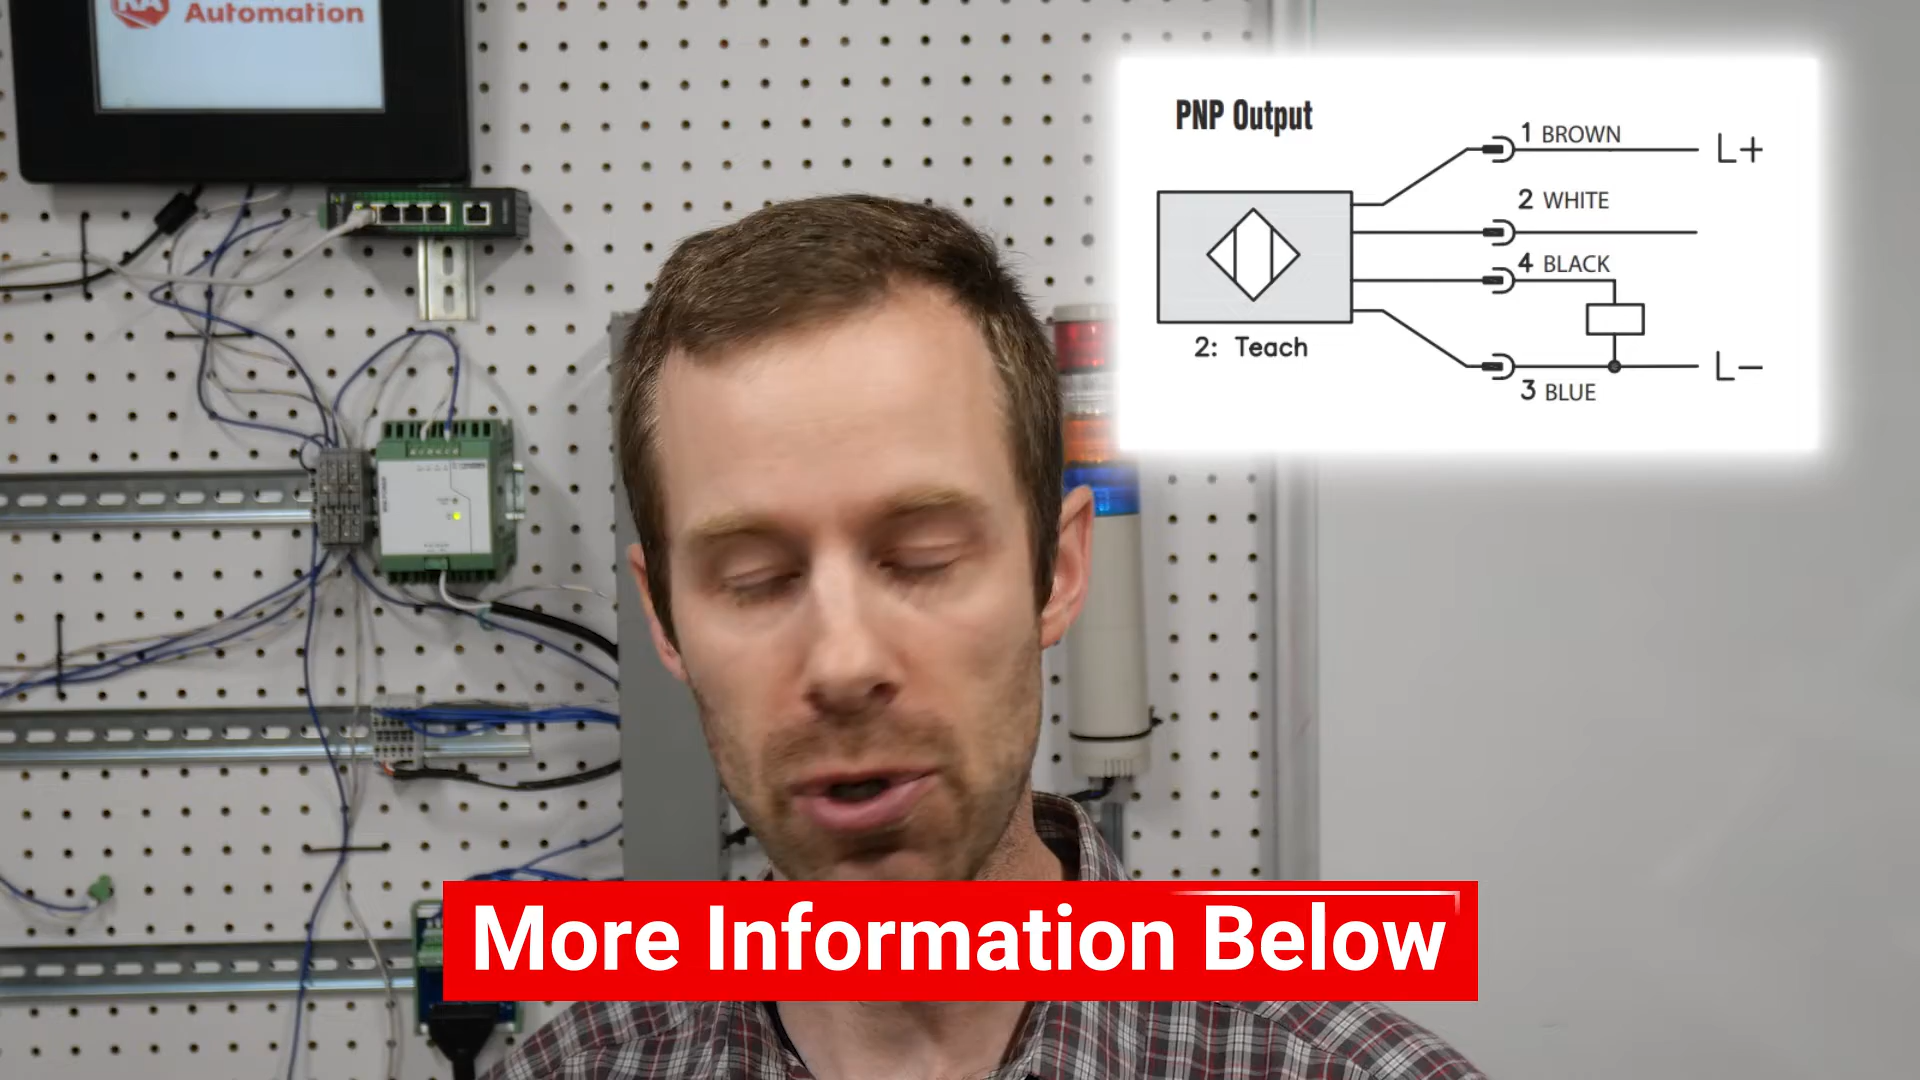 Automation
PNP Output
1 BROWN
L+
2 WHITE
4 BLACK
2: Teach
L–
3 BLUE
More Information Below